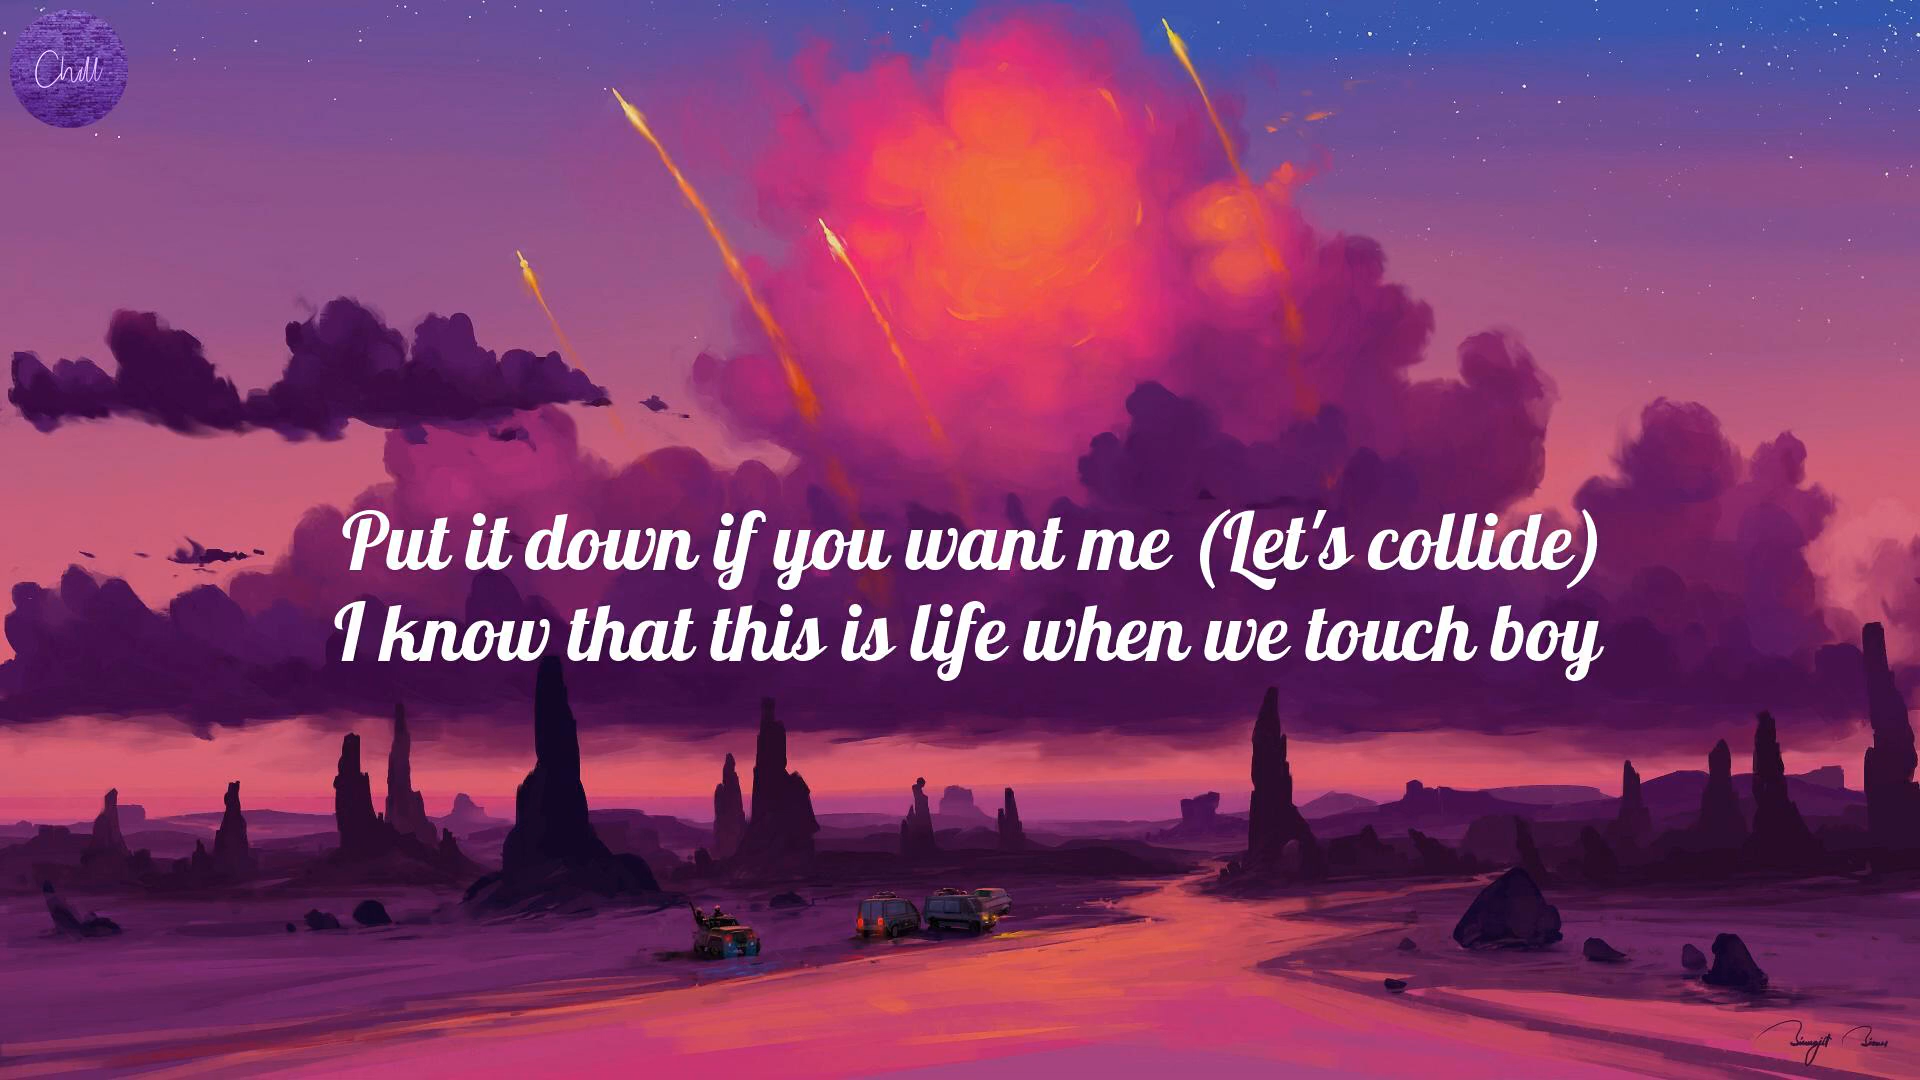 Chill
Put it down if you want me (Let's collide)
I know that this is life when we touch boy